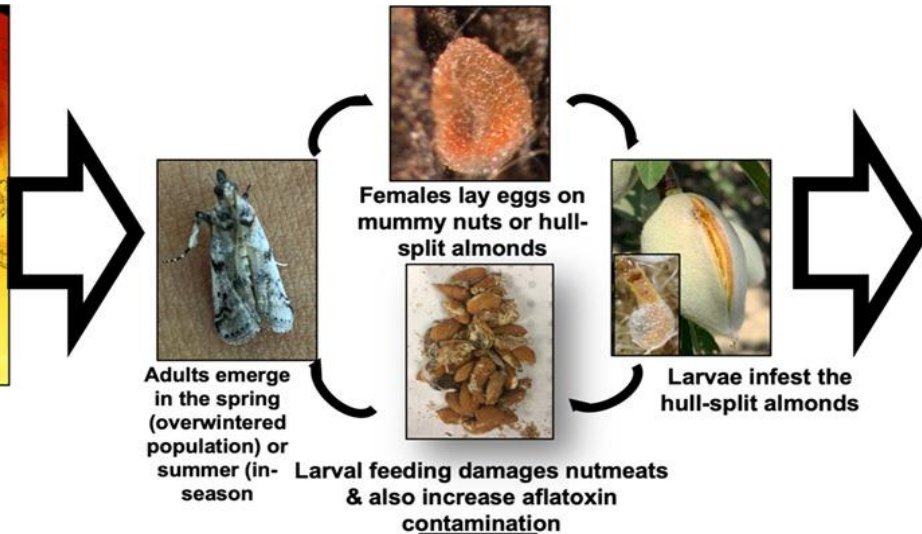 Females lay eggs on
mummy nuts or hull-
split almonds
Adults emerge
in the spring
(overwintered
population) or
summer (in-
season
Larvae infest the
hull-split almonds
Larval feeding damages nutmeats
& also increase aflatoxin
contamination